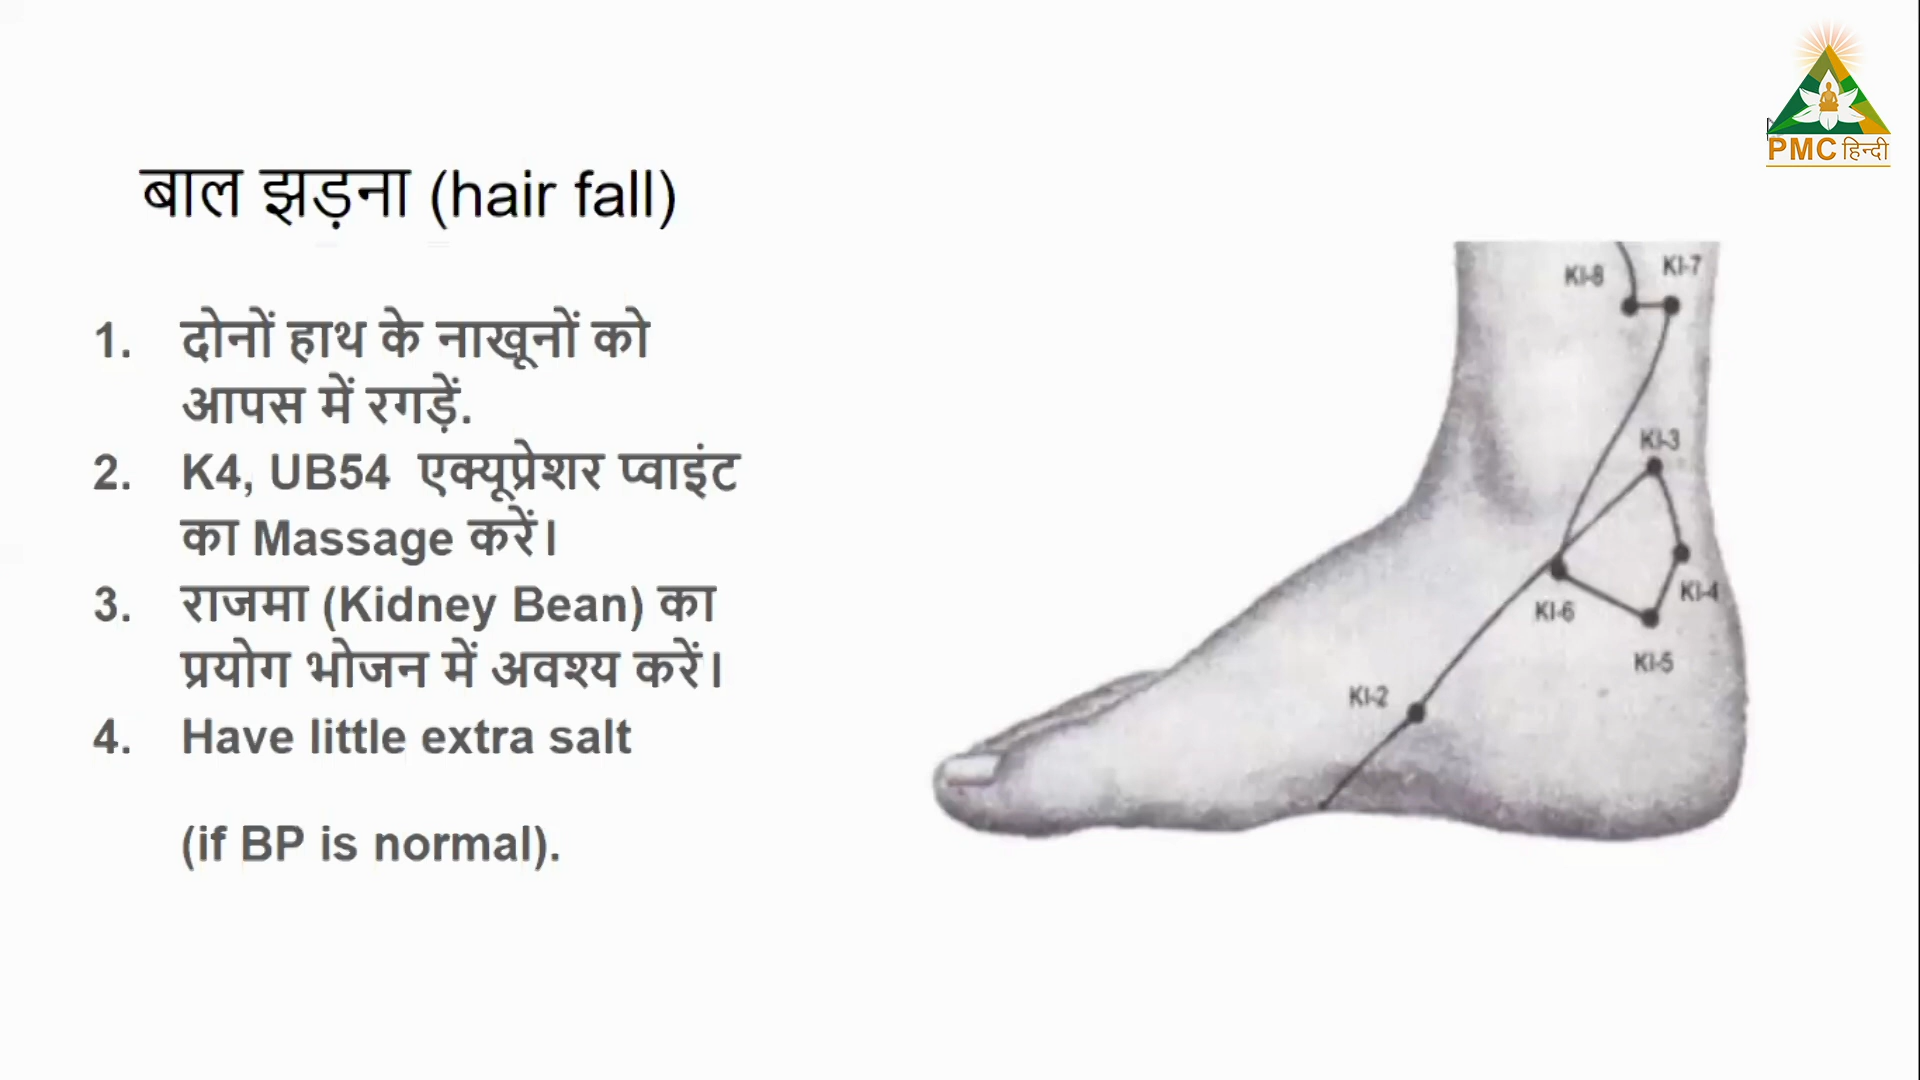 PMC हिन्दी
बाल झड़ना (hair fall)
1. दोनों हाथ के नाखूनों को
आपस में रगड़ें.
2. K4, UB54 एक्यूप्रेशर प्वाइंट
का Massage करें।
3. राजमा (Kidney Bean) का
प्रयोग भोजन में अवश्य करें।
4. Have little extra salt
(if BP is normal).
KI-8
KI-7
KI-3
KI-4
KI-6
KI-5
KI-2